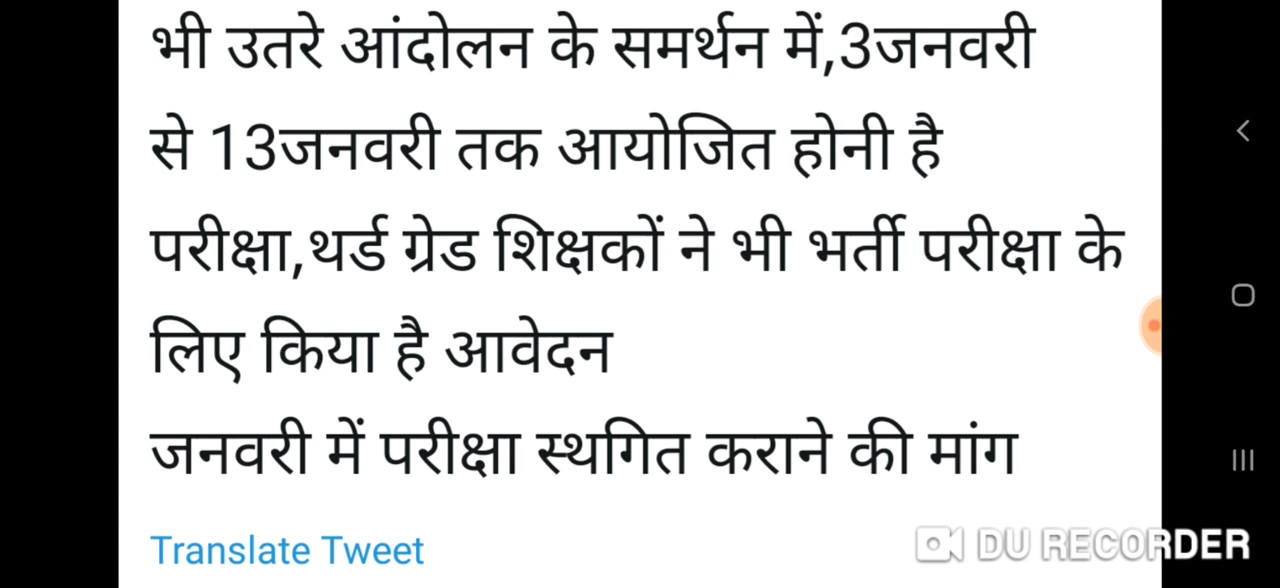 भी उतरे आंदोलन के समर्थन में,3जनवरी
से 13जनवरी तक आयोजित होनी है
परीक्षा,थर्ड ग्रेड शिक्षकों ने भी भर्ती परीक्षा के
लिए किया है आवेदन
जनवरी में परीक्षा स्थगित कराने की मांग
Translate Tweet
DU RECORDER